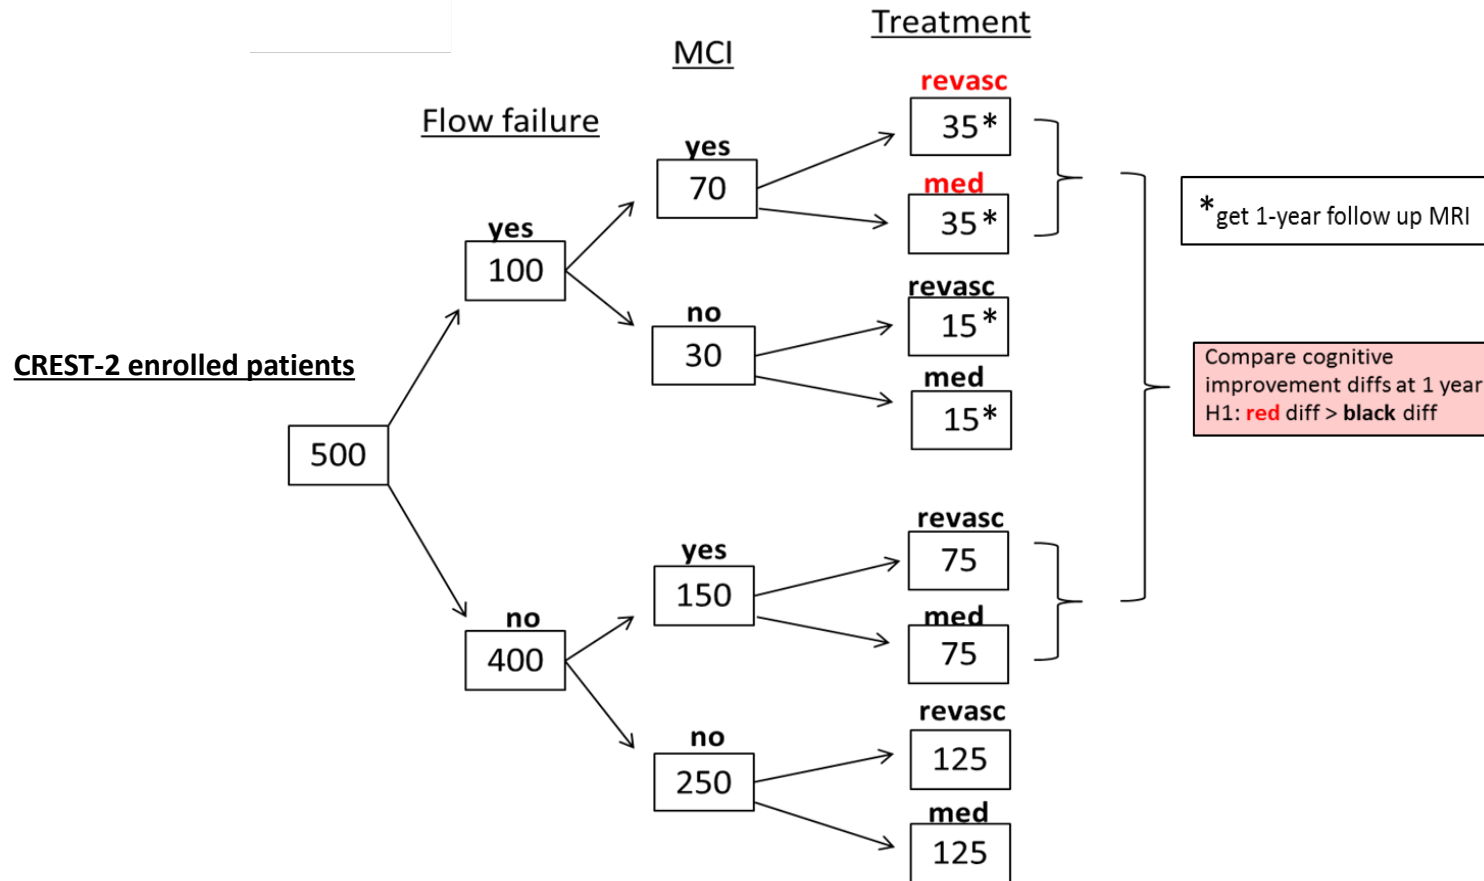 Treatment
MCI
Flow failure
revasc
35*
yes
70
med
35*
yes
100
revasc
15*
no
30
med
15*
*get 1-year follow up MRI
CREST-2 enrolled patients
500
Compare cognitive
improvement diffs at 1 year
H1: red diff > black diff
revasc
75
yes
150
med
75
no
400
revasc
125
no
250
med
125